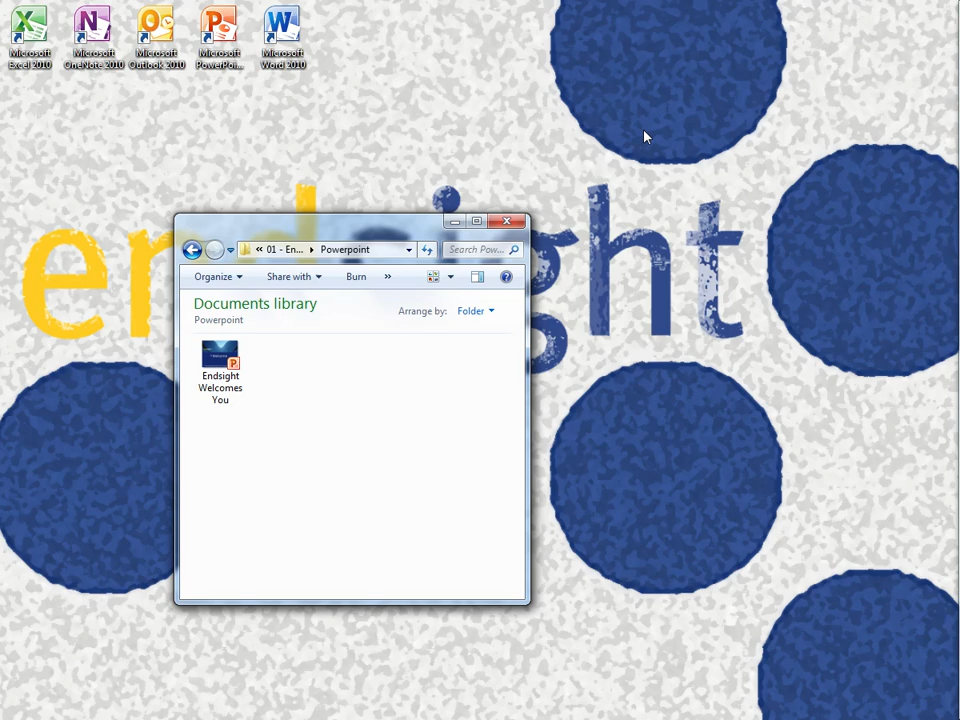 Microsoft
Excel 2010
Microsoft
OneNote 2010
Microsoft
Outlook 2010
Microsoft
PowerPoi...
Microsoft
Word 2010
endsight
01 - En...
Powerpoint
Search Pow...
Organize
Share with
Burn
»
Documents library
Powerpoint
Arrange by:
Folder
Endsight
Welcomes
You